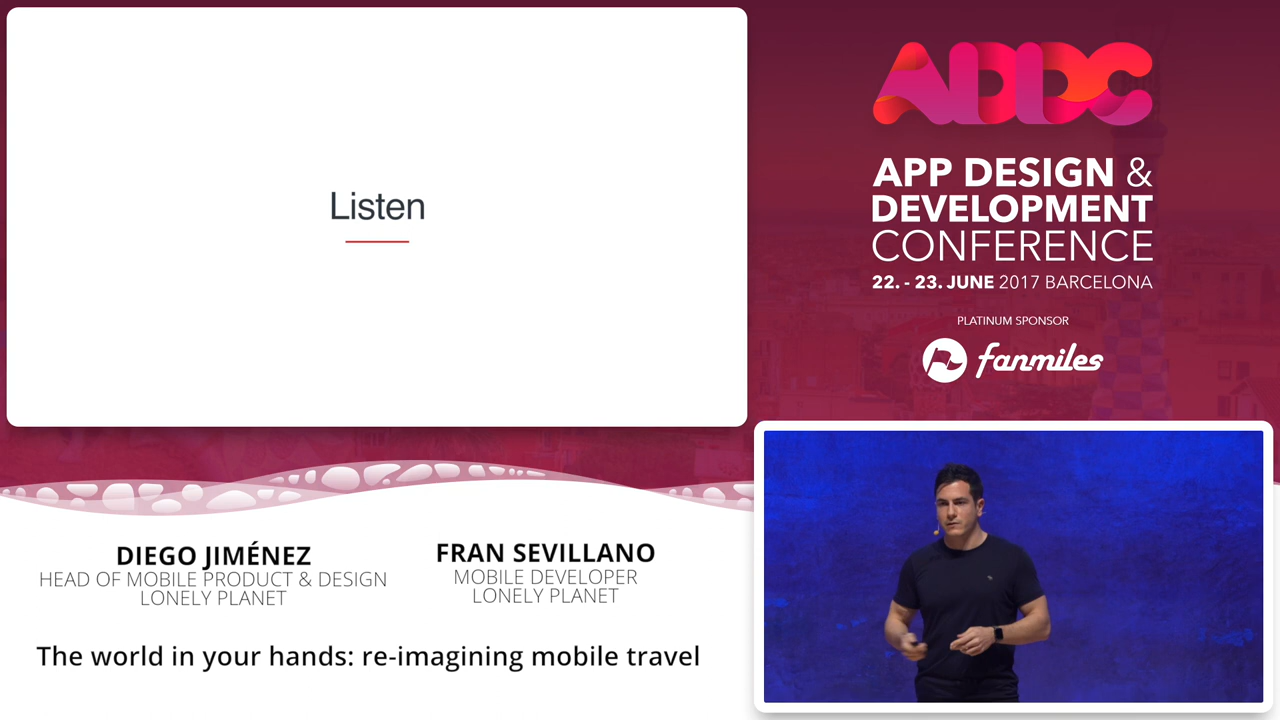 Listen
ADDC
APP DESIGN &
DEVELOPMENT
CONFERENCE
22. - 23. JUNE 2017 BARCELONA
PLATINUM SPONSOR
fanmiles
DIEGO JIMÉNEZ
HEAD OF MOBILE PRODUCT & DESIGN
LONELY PLANET
FRAN SEVILLANO
MOBILE DEVELOPER
LONELY PLANET
The world in your hands: re-imagining mobile travel